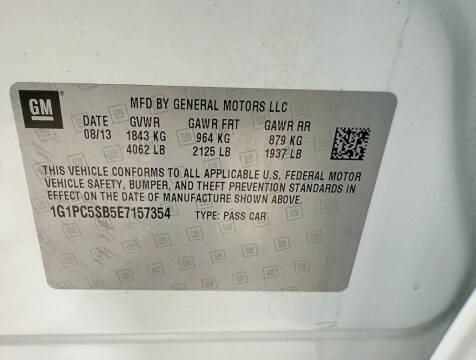 GM
MFD BY GENERAL MOTORS LLC
DATE GVWR GAWR FRT GAWR RR
08/13 1843 KG 964 KG 879 KG
4062 LB 2125 LB 1937 LB
THIS VEHICLE CONFORMS TO ALL APPLICABLE U.S. FEDERAL MOTOR
VEHICLE SAFETY, BUMPER, AND THEFT PREVENTION STANDARDS IN
EFFECT ON THE DATE OF MANUFACTURE SHOWN ABOVE.
1G1PC5SB5E7157354 TYPE: PASS CAR